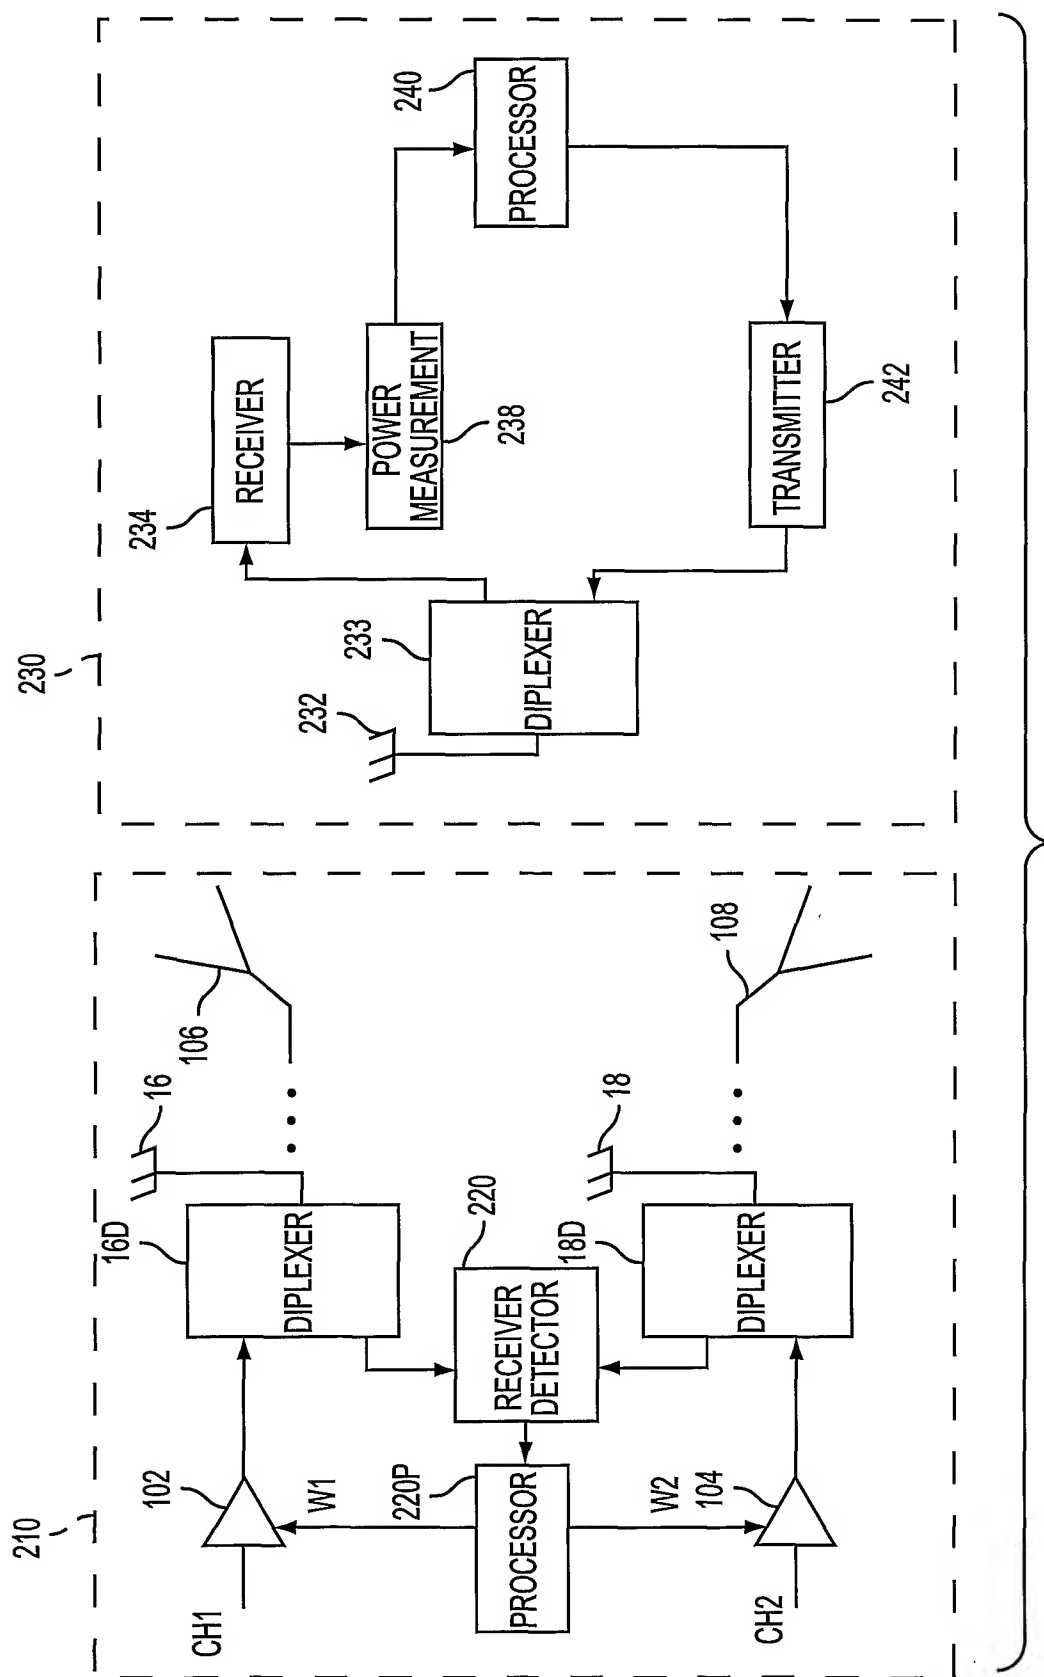 210
CH1
102
W1
220P
PROCESSOR
W2
104
CH2
16D
DIPLEXER
16
RECEIVER
DETECTOR
220
18D
DIPLEXER
18
106
108
230
232
233
DIPLEXER
234
RECEIVER
POWER
MEASUREMENT
238
240
PROCESSOR
TRANSMITTER
242